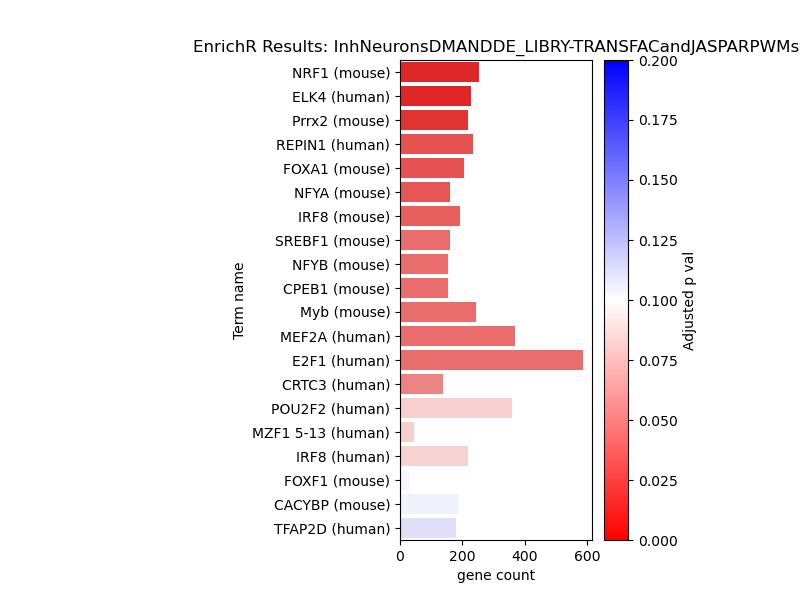 EnrichR Results: InhNeuronsDMANDDE_LIBRY-TRANSFACandJASPARPWMs
NRF1 (mouse)
ELK4 (human)
Prrx2 (mouse)
REPIN1 (human)
FOXA1 (mouse)
NFYA (mouse)
IRF8 (mouse)
SREBF1 (mouse)
NFYB (mouse)
CPEB1 (mouse)
Myb (mouse)
MEF2A (human)
E2F1 (human)
CRTC3 (human)
POU2F2 (human)
MZF1 5-13 (human)
IRF8 (human)
FOXF1 (mouse)
CACYBP (mouse)
TFAP2D (human)
Term name
0 200 400 600
gene count
0.200
0.175
0.150
0.125
0.100
0.075
0.050
0.025
0.000
Adjusted p val